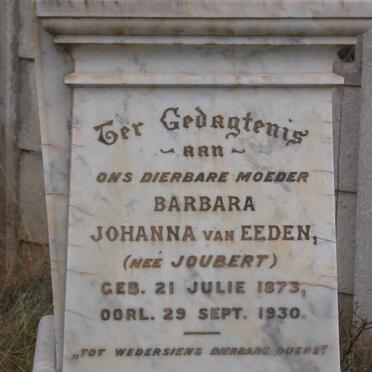 Ter Gedagtenis
- aan -
ONS DIERBARE MOEDER
BARBARA
JOHANNA VAN EEDEN,
(NEÉ JOUBERT)
GEB. 21 JULIE 1873,
OORL. 29 SEPT. 1930.
„TOT WEDERSIENS DIERBARE OUERS"